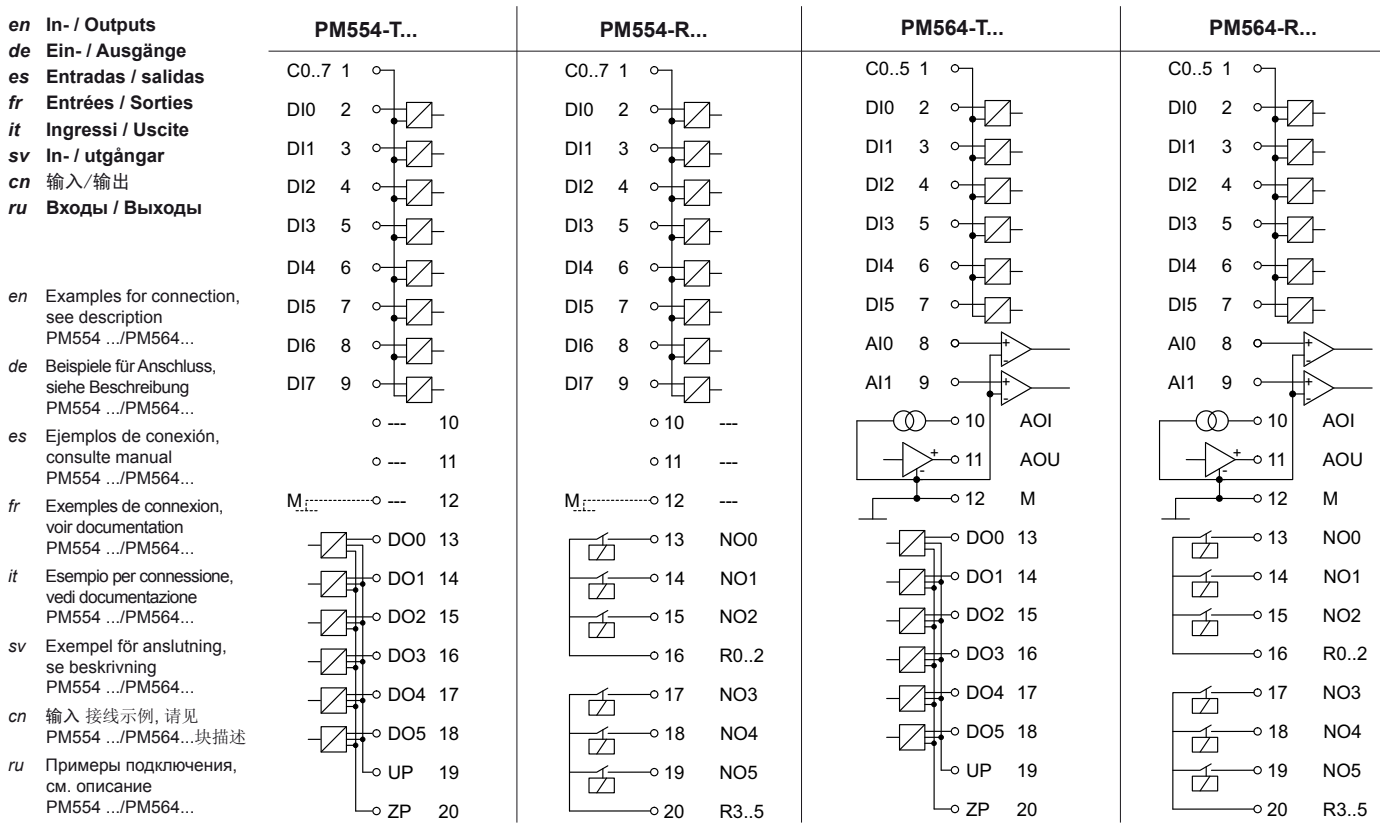 en In- / Outputs
de Ein- / Ausgänge
es Entradas / salidas
fr Entrées / Sorties
it Ingressi / Uscite
sv In- / utgångar
cn 输入/输出
ru Входы / Выходы
en Examples for connection,
see description
PM554 .../PM564...
de Beispiele für Anschluss,
siehe Beschreibung
PM554 .../PM564...
es Ejemplos de conexión,
consulte manual
PM554 .../PM564...
fr Exemples de connexion,
voir documentation
PM554 .../PM564...
it Esempio per connessione,
vedi documentazione
PM554 .../PM564...
sv Exempel för anslutning,
se beskrivning
PM554 .../PM564...
cn 输入 接线示例, 请见
PM554 .../PM564...块描述
ru Примеры подключения,
см. описание
PM554 .../PM564...
PM554-T...
C0..7 1
DI0 2
DI1 3
DI2 4
DI3 5
DI4 6
DI5 7
DI6 8
DI7 9
--- 10
--- 11
M --- 12
DO0 13
DO1 14
DO2 15
DO3 16
DO4 17
DO5 18
UP 19
ZP 20
PM554-R...
C0..7 1
DI0 2
DI1 3
DI2 4
DI3 5
DI4 6
DI5 7
DI6 8
DI7 9
10 ---
11 ---
M 12 ---
13 NO0
14 NO1
15 NO2
16 R0..2
17 NO3
18 NO4
19 NO5
20 R3..5
PM564-T...
C0..5 1
DI0 2
DI1 3
DI2 4
DI3 5
DI4 6
DI5 7
AI0 8 + -
AI1 9 + -
10 AOI
+ - 11 AOU
12 M
DO0 13
DO1 14
DO2 15
DO3 16
DO4 17
DO5 18
UP 19
ZP 20
PM564-R...
C0..5 1
DI0 2
DI1 3
DI2 4
DI3 5
DI4 6
DI5 7
AI0 8 + -
AI1 9 + -
10 AOI
+ - 11 AOU
12 M
13 NO0
14 NO1
15 NO2
16 R0..2
17 NO3
18 NO4
19 NO5
20 R3..5